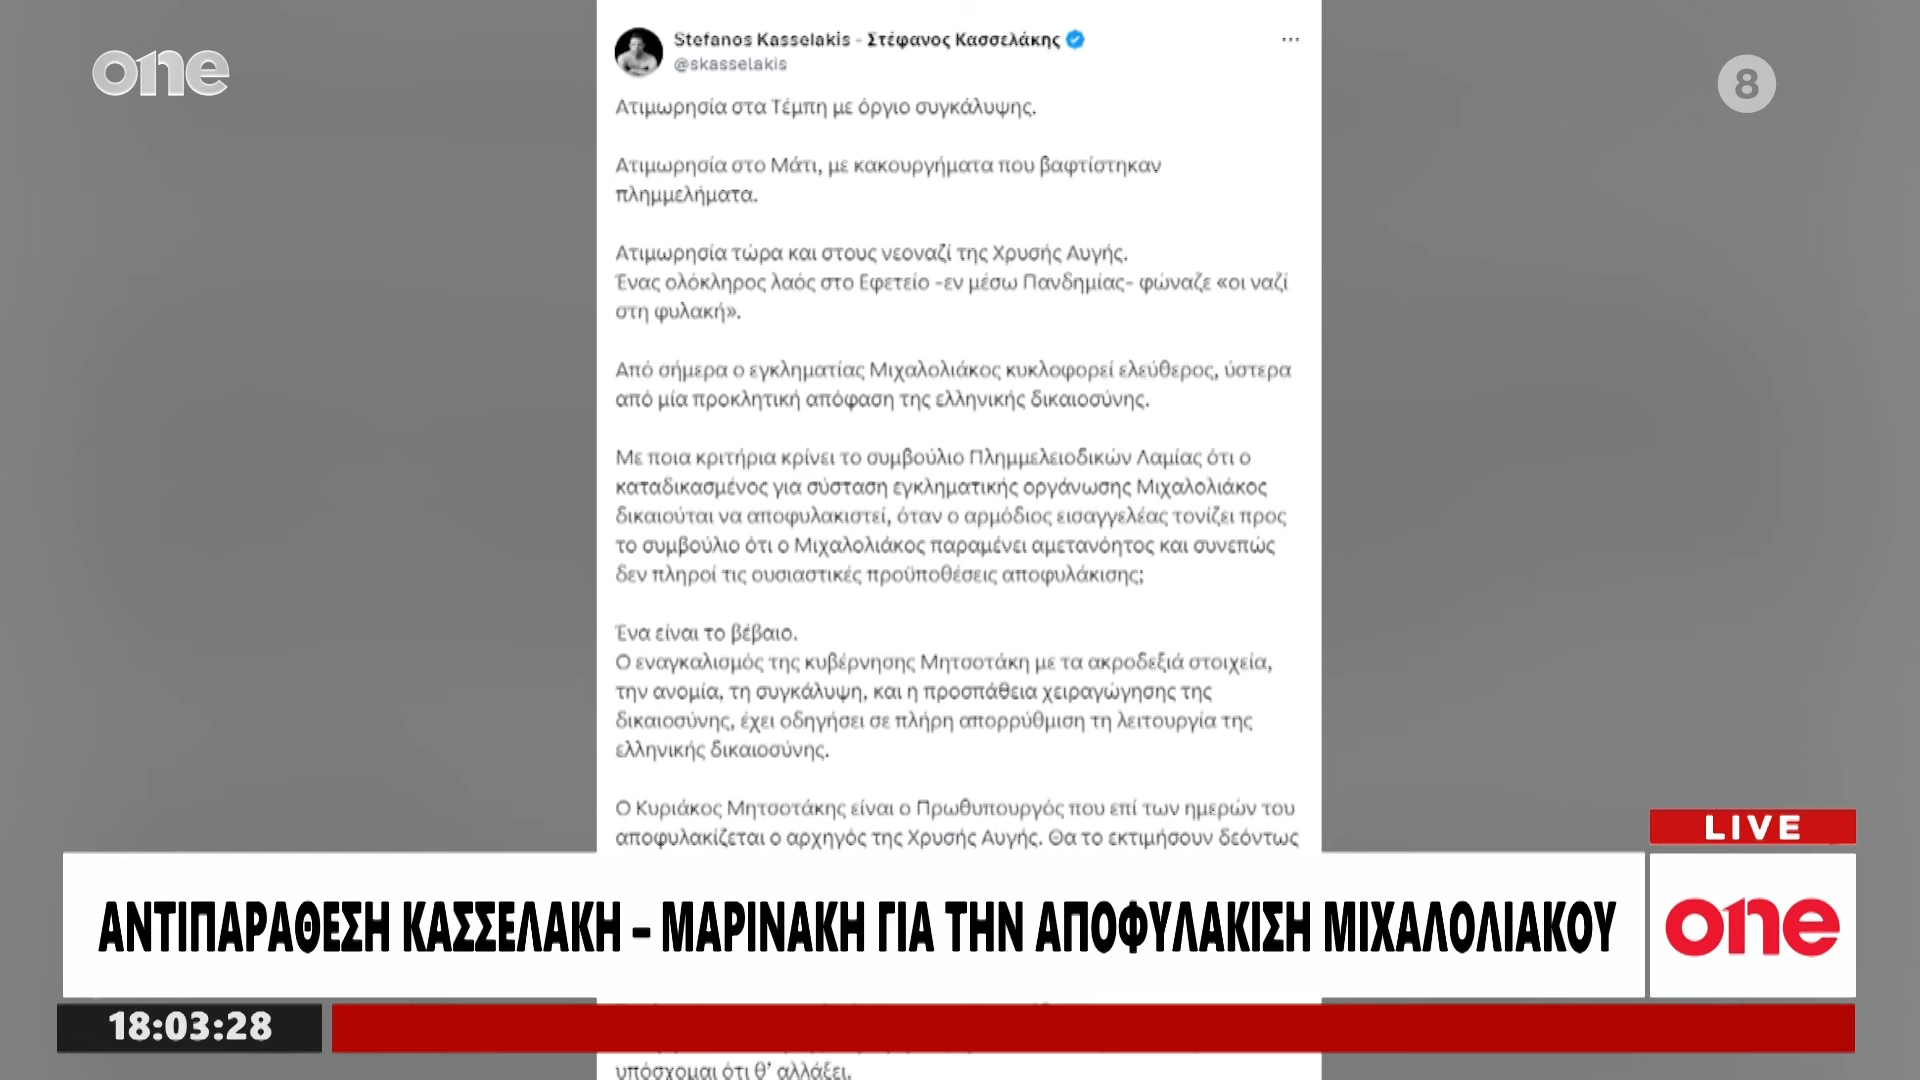 one
8
Stefanos Kasselakis - Στέφανος Κασσελάκης
@skasselakis
Ατιμωρησία στα Τέμπη με όργιο συγκάλυψης.
Ατιμωρησία στο Μάτι, με κακουργήματα που βαφτίστηκαν
πλημμελήματα.
Ατιμωρησία τώρα και στους νεοναζί της Χρυσής Αυγής.
Ένας ολόκληρος λαός στο Εφετείο -εν μέσω Πανδημίας- φώναζε «οι ναζί
στη φυλακή».
Από σήμερα ο εγκληματίας Μιχαλολιάκος κυκλοφορεί ελεύθερος, ύστερα
από μία προκλητική απόφαση της ελληνικής δικαιοσύνης.
Με ποια κριτήρια κρίνει το συμβούλιο Πλημμελειοδικών Λαμίας ότι ο
καταδικασμένος για σύσταση εγκληματικής οργάνωσης Μιχαλολιάκος
δικαιούται να αποφυλακιστεί, όταν ο αρμόδιος εισαγγελέας τονίζει προς
το συμβούλιο ότι ο Μιχαλολιάκος παραμένει αμετανόητος και συνεπώς
δεν πληροί τις ουσιαστικές προϋποθέσεις αποφυλάκισης;
Ένα είναι το βέβαιο.
Ο εναγκαλισμός της κυβέρνησης Μητσοτάκη με τα ακροδεξιά στοιχεία,
την ανομία, τη συγκάλυψη, και η προσπάθεια χειραγώγησης της
δικαιοσύνης, έχει οδηγήσει σε πλήρη απορρύθμιση τη λειτουργία της
ελληνικής δικαιοσύνης.
Ο Κυριάκος Μητσοτάκης είναι ο Πρωθυπουργός που επί των ημερών του
αποφυλακίζεται ο αρχηγός της Χρυσής Αυγής. Θα το εκτιμήσουν δεόντως
LIVE
ΑΝΤΙΠΑΡΑΘΕΣΗ ΚΑΣΣΕΛΑΚΗ – ΜΑΡΙΝΑΚΗ ΓΙΑ ΤΗΝ ΑΠΟΦΥΛΑΚΙΣΗ ΜΙΧΑΛΟΛΙΑΚΟΥ
one
18:03:28
υπόσχομαι ότι θ' αλλάξει.